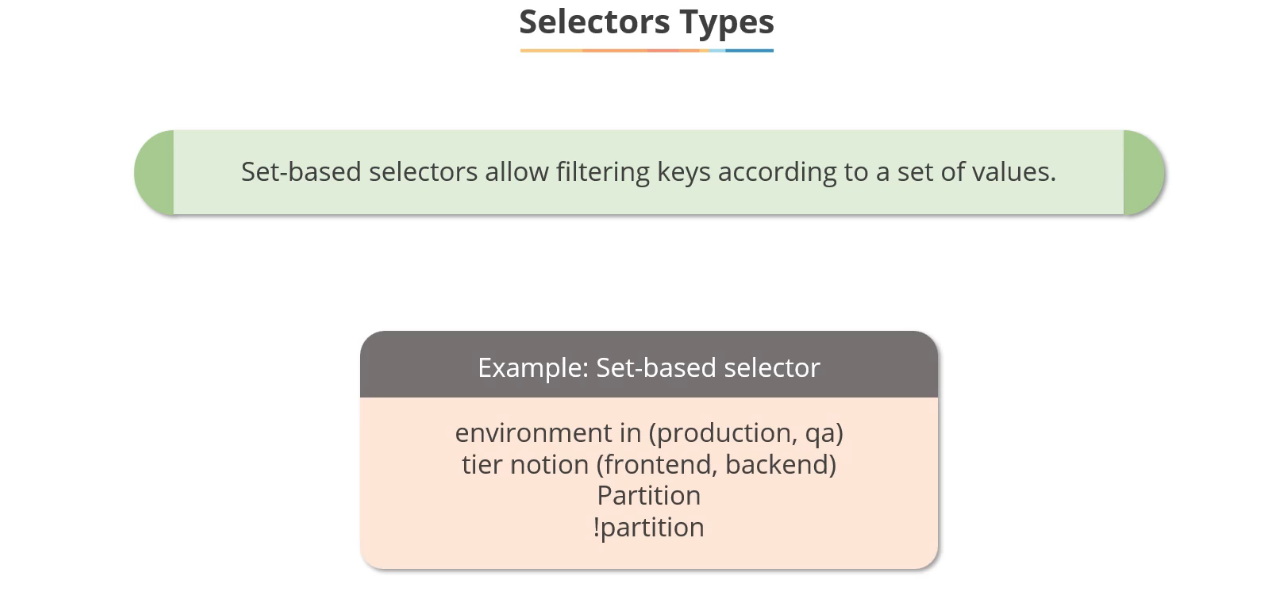 Selectors Types
Set-based selectors allow filtering keys according to a set of values.
Example: Set-based selector
environment in (production, qa)
tier notion (frontend, backend)
Partition
!partition